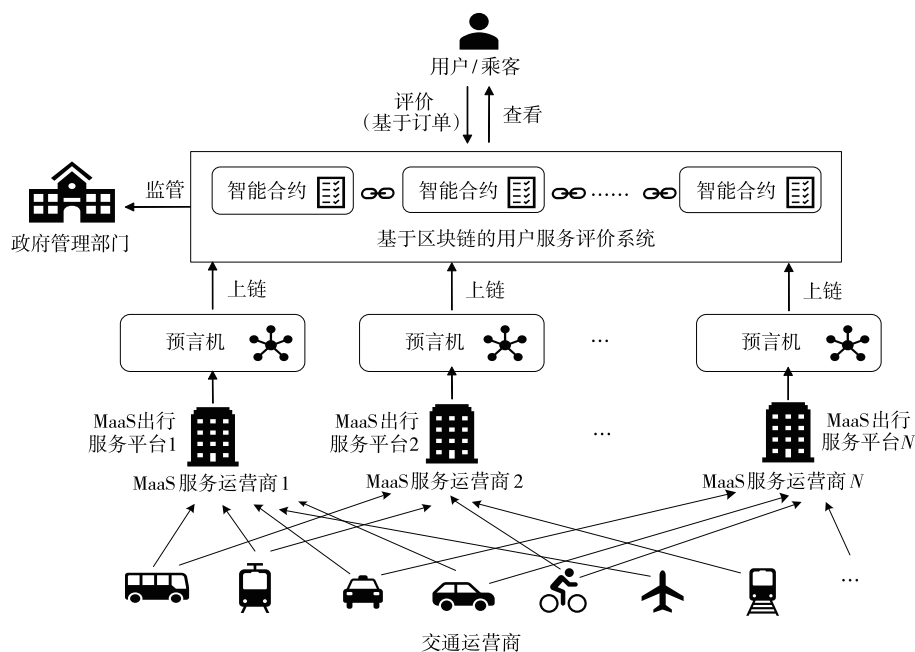 用户/乘客
评价
（基于订单）
查看
监管
政府管理部门
智能合约
智能合约
……
智能合约
基于区块链的用户服务评价系统
上链
上链
上链
预言机
预言机
…
预言机
MaaS出行
服务平台1
MaaS出行
服务平台2
…
MaaS出行
服务平台N
MaaS服务运营商1
MaaS服务运营商2
MaaS服务运营商N
…
交通运营商